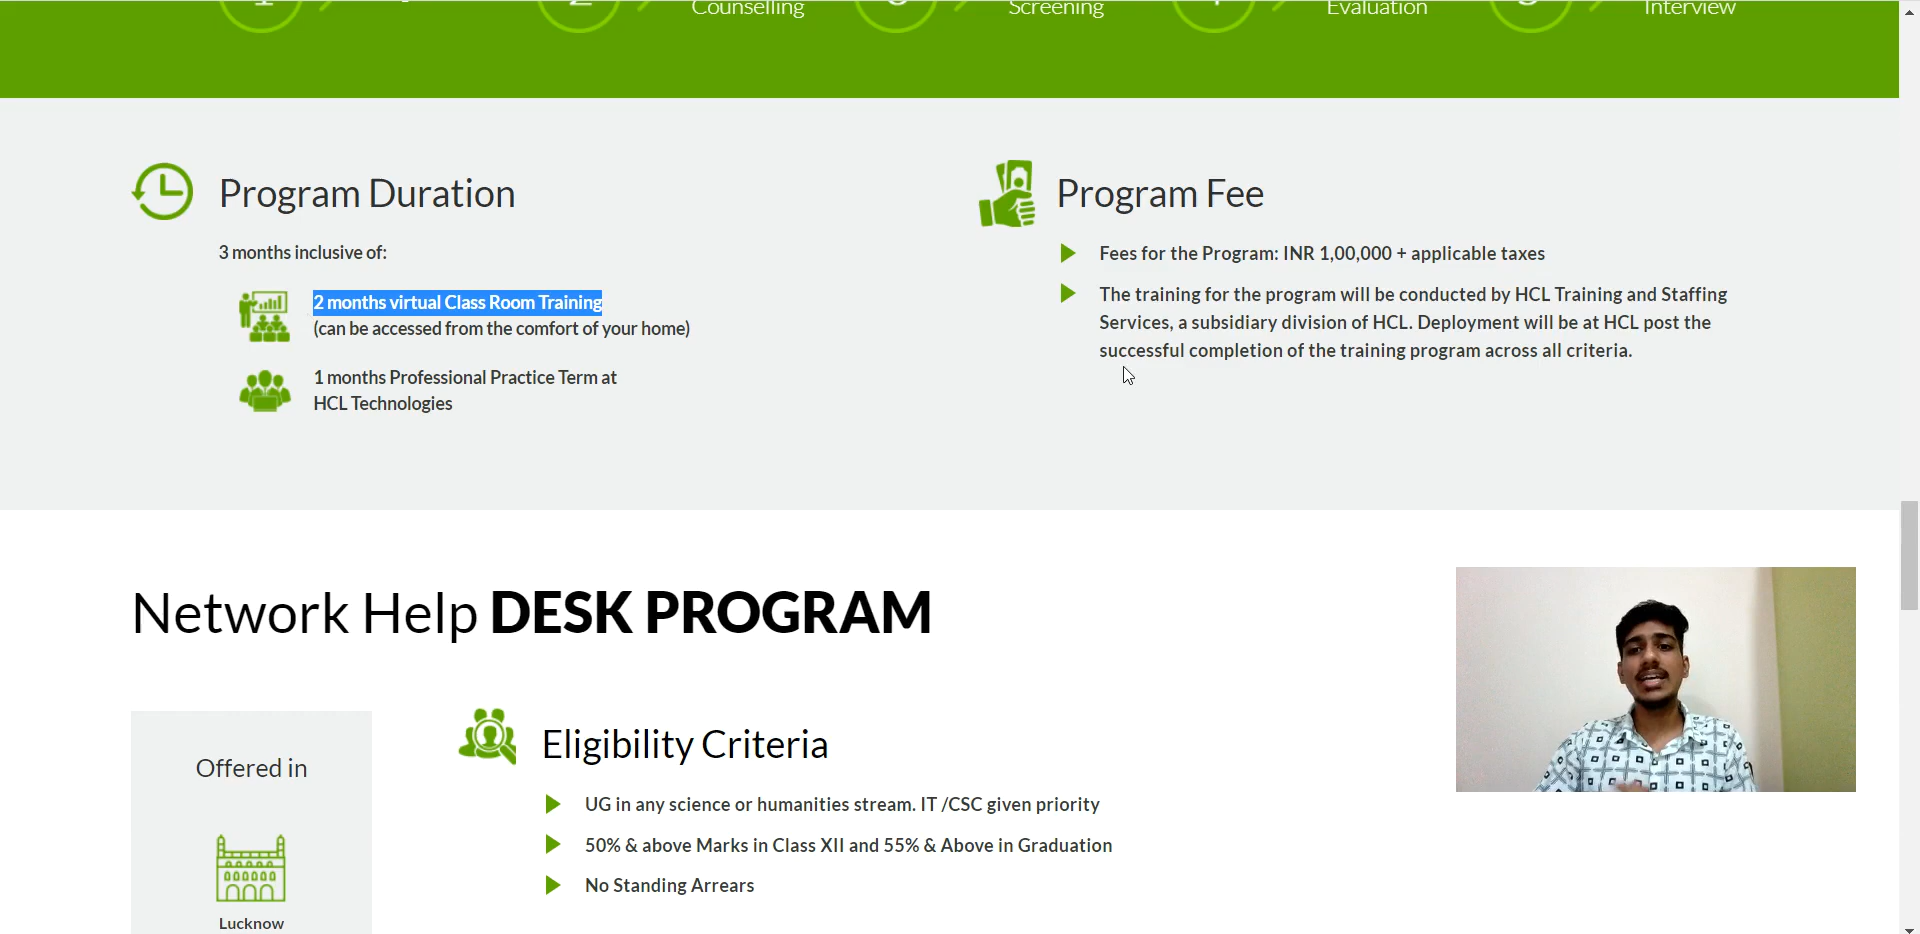 Counselling
Screening
Evaluation
Interview
Program Duration
3 months inclusive of:
2 months virtual Class Room Training
(can be accessed from the comfort of your home)
1 months Professional Practice Term at
HCL Technologies
Program Fee
Fees for the Program: INR 1,00,000 + applicable taxes
The training for the program will be conducted by HCL Training and Staffing
Services, a subsidiary division of HCL. Deployment will be at HCL post the
successful completion of the training program across all criteria.
Network Help DESK PROGRAM
Offered in
Lucknow
Eligibility Criteria
UG in any science or humanities stream. IT /CSC given priority
50% & above Marks in Class XII and 55% & Above in Graduation
No Standing Arrears